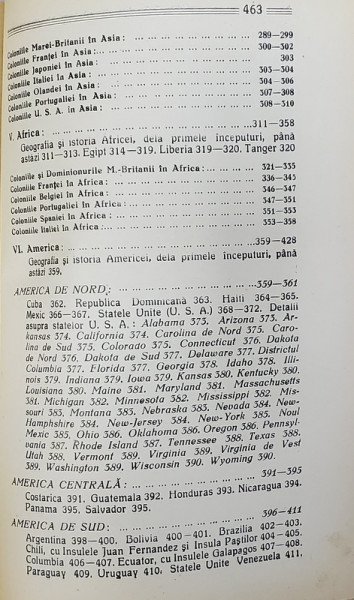 463
Coloniile Marei-Britanii în Asia: ... ... ... ... ... ... 289—299
Coloniile Franței în Asia: ... ... ... ... ... ... 300—302
Coloniile Japoniei în Asia ... ... ... ... ... ... 303
Coloniile Italiei în Asia ... ... ... ... ... ... 303—304
Coloniile Olandei în Asia ... ... ... ... ... ... 304—306
Coloniile Portugaliei în Asia ... ... ... ... ... ... 307—308
Coloniile U. S. A. în Asia : ... ... ... ... ... ... 308—310
V. Africa: ... ... ... ... ... ... ... ... 311—358
Geografia și istoria Africei, dela primele începuturi, până
astăzi 311—313. Egipt 314—319. Liberia 319—320. Tanger 320
Coloniile și Dominionurile M.-Britanii în Africa: ... ... 321—335
Coloniile Franței în Africa: ... ... ... ... ... ... 336—345
Coloniile Belgiei în Africa: ... ... ... ... ... ... 346—347
Coloniile Portugaliei în Africa: ... ... ... ... ... ... 347—351
Coloniile Spaniei în Africa: ... ... ... ... ... ... 351—353
Coloniile Italiei în Africa: ... ... ... ... ... ... 353—358
VI. America: ... ... ... ... ... ... ... ... 359—428
Geografia și istoria Americei, dela primele începuturi, până
astăzi 359.
AMERICA DE NORD: ... ... ... ... ... ... 359—361
Cuba 362. Republica Dominicană 363. Haiti 364—365.
Mexic 366—367. Statele Unite (U. S. A.) 368—372. Detalii
asupra statelor U. S. A. : Alabama 373. Arizona 373. Ar-
kansas 374. California 374. Carolina de Nord 375. Caro-
lina de Sud 375. Colorado 375. Connecticut 376. Dakota
de Nord 376. Dakota de Sud 377. Delaware 377. Districtul
Columbia 377. Florida 377. Georgia 378. Idaho 378. Illi-
nois 379. Indiana 379. Iowa 379. Kansas 380. Kentucky 380.
Louisiana 380. Maine 381. Maryland 381. Massachusetts
381. Michigan 382. Minnesota 382. Mississippi 382. Mis-
souri 383. Montana 383. Nebraska 383. Nevada 384. New-
Hamphshire 384. New-Jersey 384. New-York 385. Noul
Mexic 385. Ohio 386. Oklahoma 386. Oregon 386. Pensyl-
vania 387. Rhode Island 387. Tennessee 388. Texas 388.
Utah 388. Vermont 389. Virginia 389. Virginia de Vest
389. Washington 389. Wisconsin 390. Wyoming 390.
AMERICA CENTRALĂ: ... ... ... ... ... ... 391—395
Costarica 391. Guatemala 392. Honduras 393. Nicaragua 394.
Panama 395. Salvador 395.
AMERICA DE SUD: ... ... ... ... ... ... 396—411
Argentina 398—400. Bolivia 400—401. Brazilia 402—403.
Chili, cu Insulele Juan Fernandez și Insula Paștilor 404—405.
Columbia 406—407. Ecuator, cu Insulele Galapagos 407—408.
Paraguay 409. Uruguay 410. Statele Unite Venezuela 411.